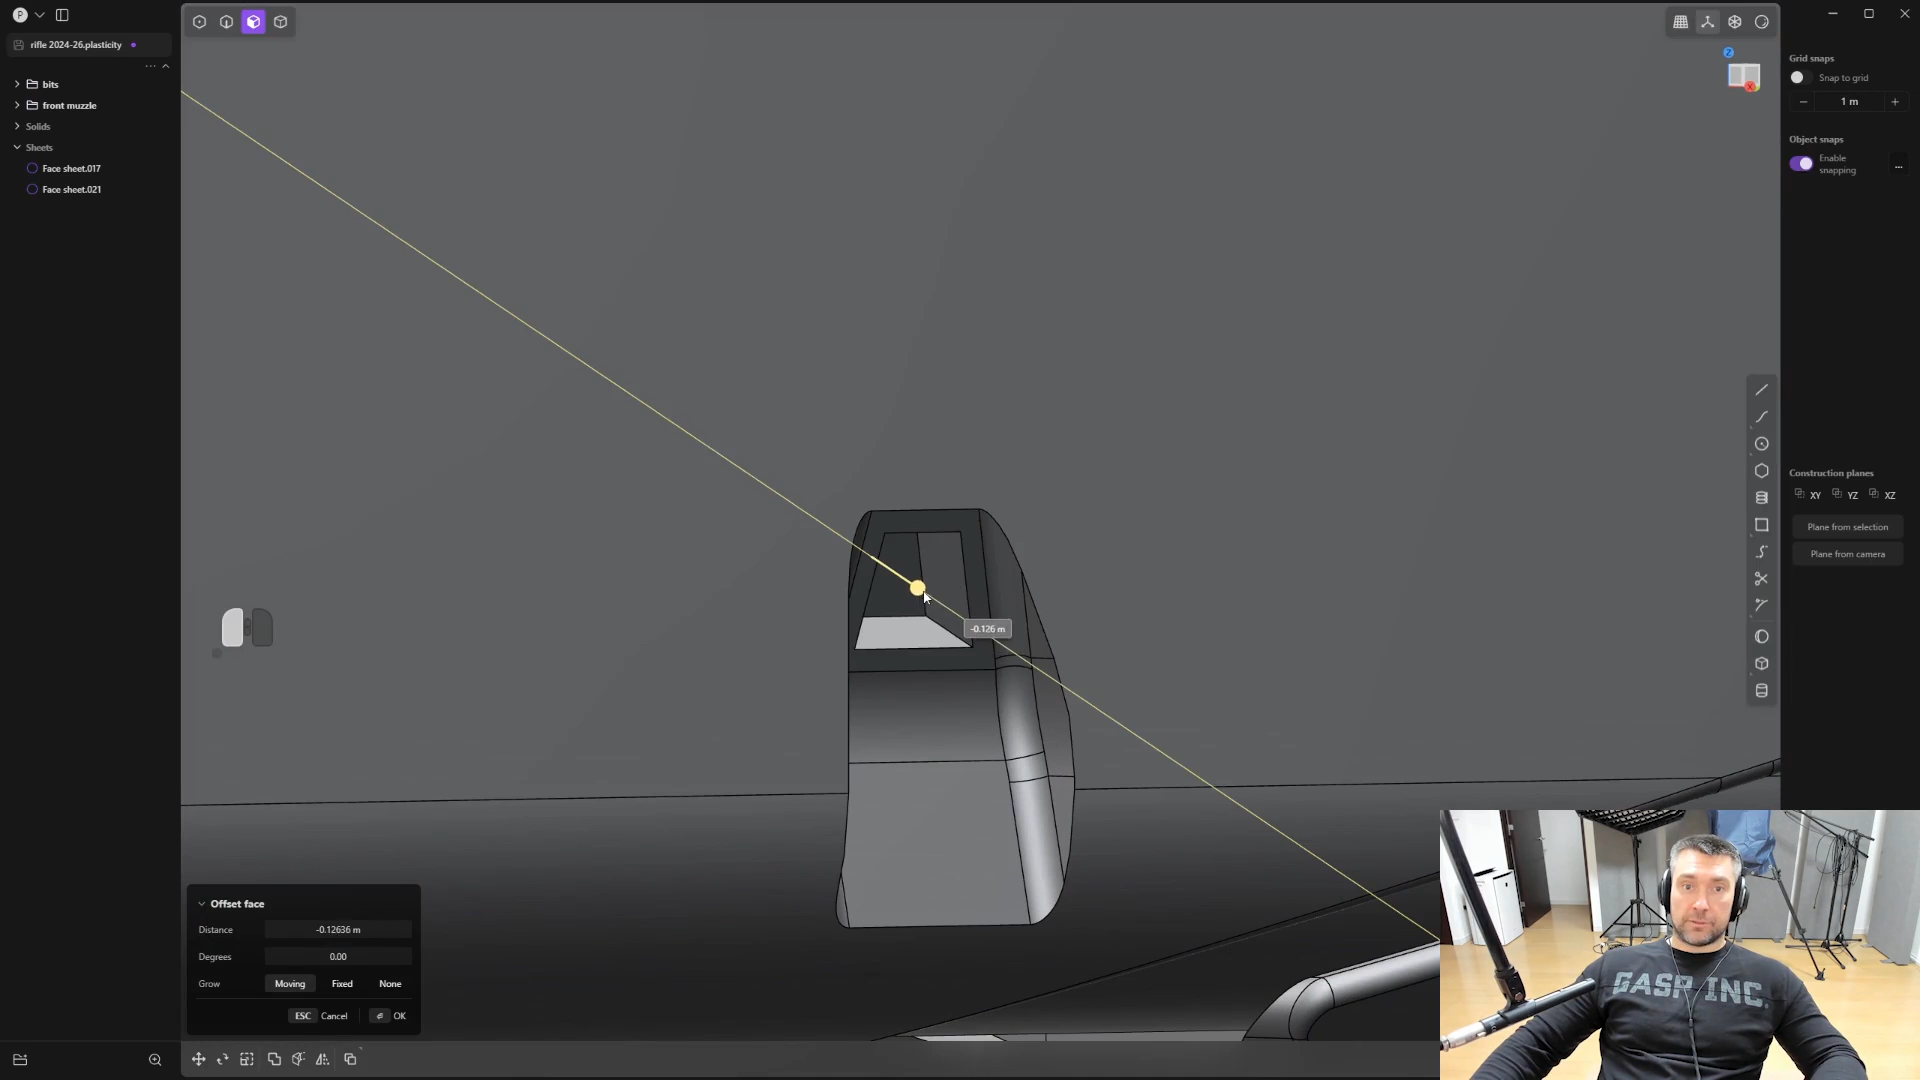 P
rifle 2024-26.plasticity
bits
front muzzle
Solids
Sheets
Face sheet.017
Face sheet.021
Z
X
Grid snaps
Snap to grid
1 m
Object snaps
Enable
snapping
Construction planes
XY
YZ
XZ
Plane from selection
Plane from camera
-0.126 m
Offset face
Distance
-0.12636 m
Degrees
0.00
Grow
Moving
Fixed
None
ESC
Cancel
OK
GASP INC.